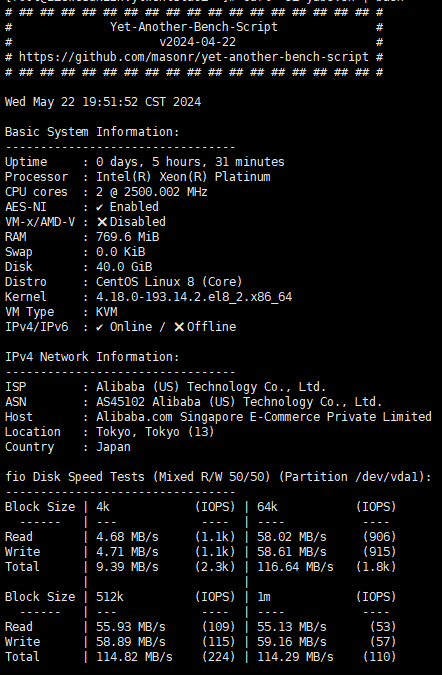 # ## ## ## ## ## ## ## ## ## ## ## ## ## ## ## ## ## #
# Yet-Another-Bench-Script #
# v2024-04-22 #
# https://github.com/masonr/yet-another-bench-script #
# ## ## ## ## ## ## ## ## ## ## ## ## ## ## ## ## ## #
Wed May 22 19:51:52 CST 2024
Basic System Information:
---------------------------------
Uptime : 0 days, 5 hours, 31 minutes
Processor : Intel(R) Xeon(R) Platinum
CPU cores : 2 @ 2500.002 MHz
AES-NI : ✔ Enabled
VM-x/AMD-V : ❌ Disabled
RAM : 769.6 MiB
Swap : 0.0 KiB
Disk : 40.0 GiB
Distro : CentOS Linux 8 (Core)
Kernel : 4.18.0-193.14.2.el8_2.x86_64
VM Type : KVM
IPv4/IPv6 : ✔ Online / ❌ Offline
IPv4 Network Information:
---------------------------------
ISP : Alibaba (US) Technology Co., Ltd.
ASN : AS45102 Alibaba (US) Technology Co., Ltd.
Host : Alibaba.com Singapore E-Commerce Private Limited
Location : Tokyo, Tokyo (13)
Country : Japan
fio Disk Speed Tests (Mixed R/W 50/50) (Partition /dev/vda1):
---------------------------------
Block Size | 4k (IOPS) | 64k (IOPS)
------ | --- ---- | ---- ----
Read | 4.68 MB/s (1.1k) | 58.02 MB/s (906)
Write | 4.71 MB/s (1.1k) | 58.61 MB/s (915)
Total | 9.39 MB/s (2.3k) | 116.64 MB/s (1.8k)
| |
Block Size | 512k (IOPS) | 1m (IOPS)
------ | --- ---- | ---- ----
Read | 55.93 MB/s (109) | 55.13 MB/s (53)
Write | 58.89 MB/s (115) | 59.16 MB/s (57)
Total | 114.82 MB/s (224) | 114.29 MB/s (110)